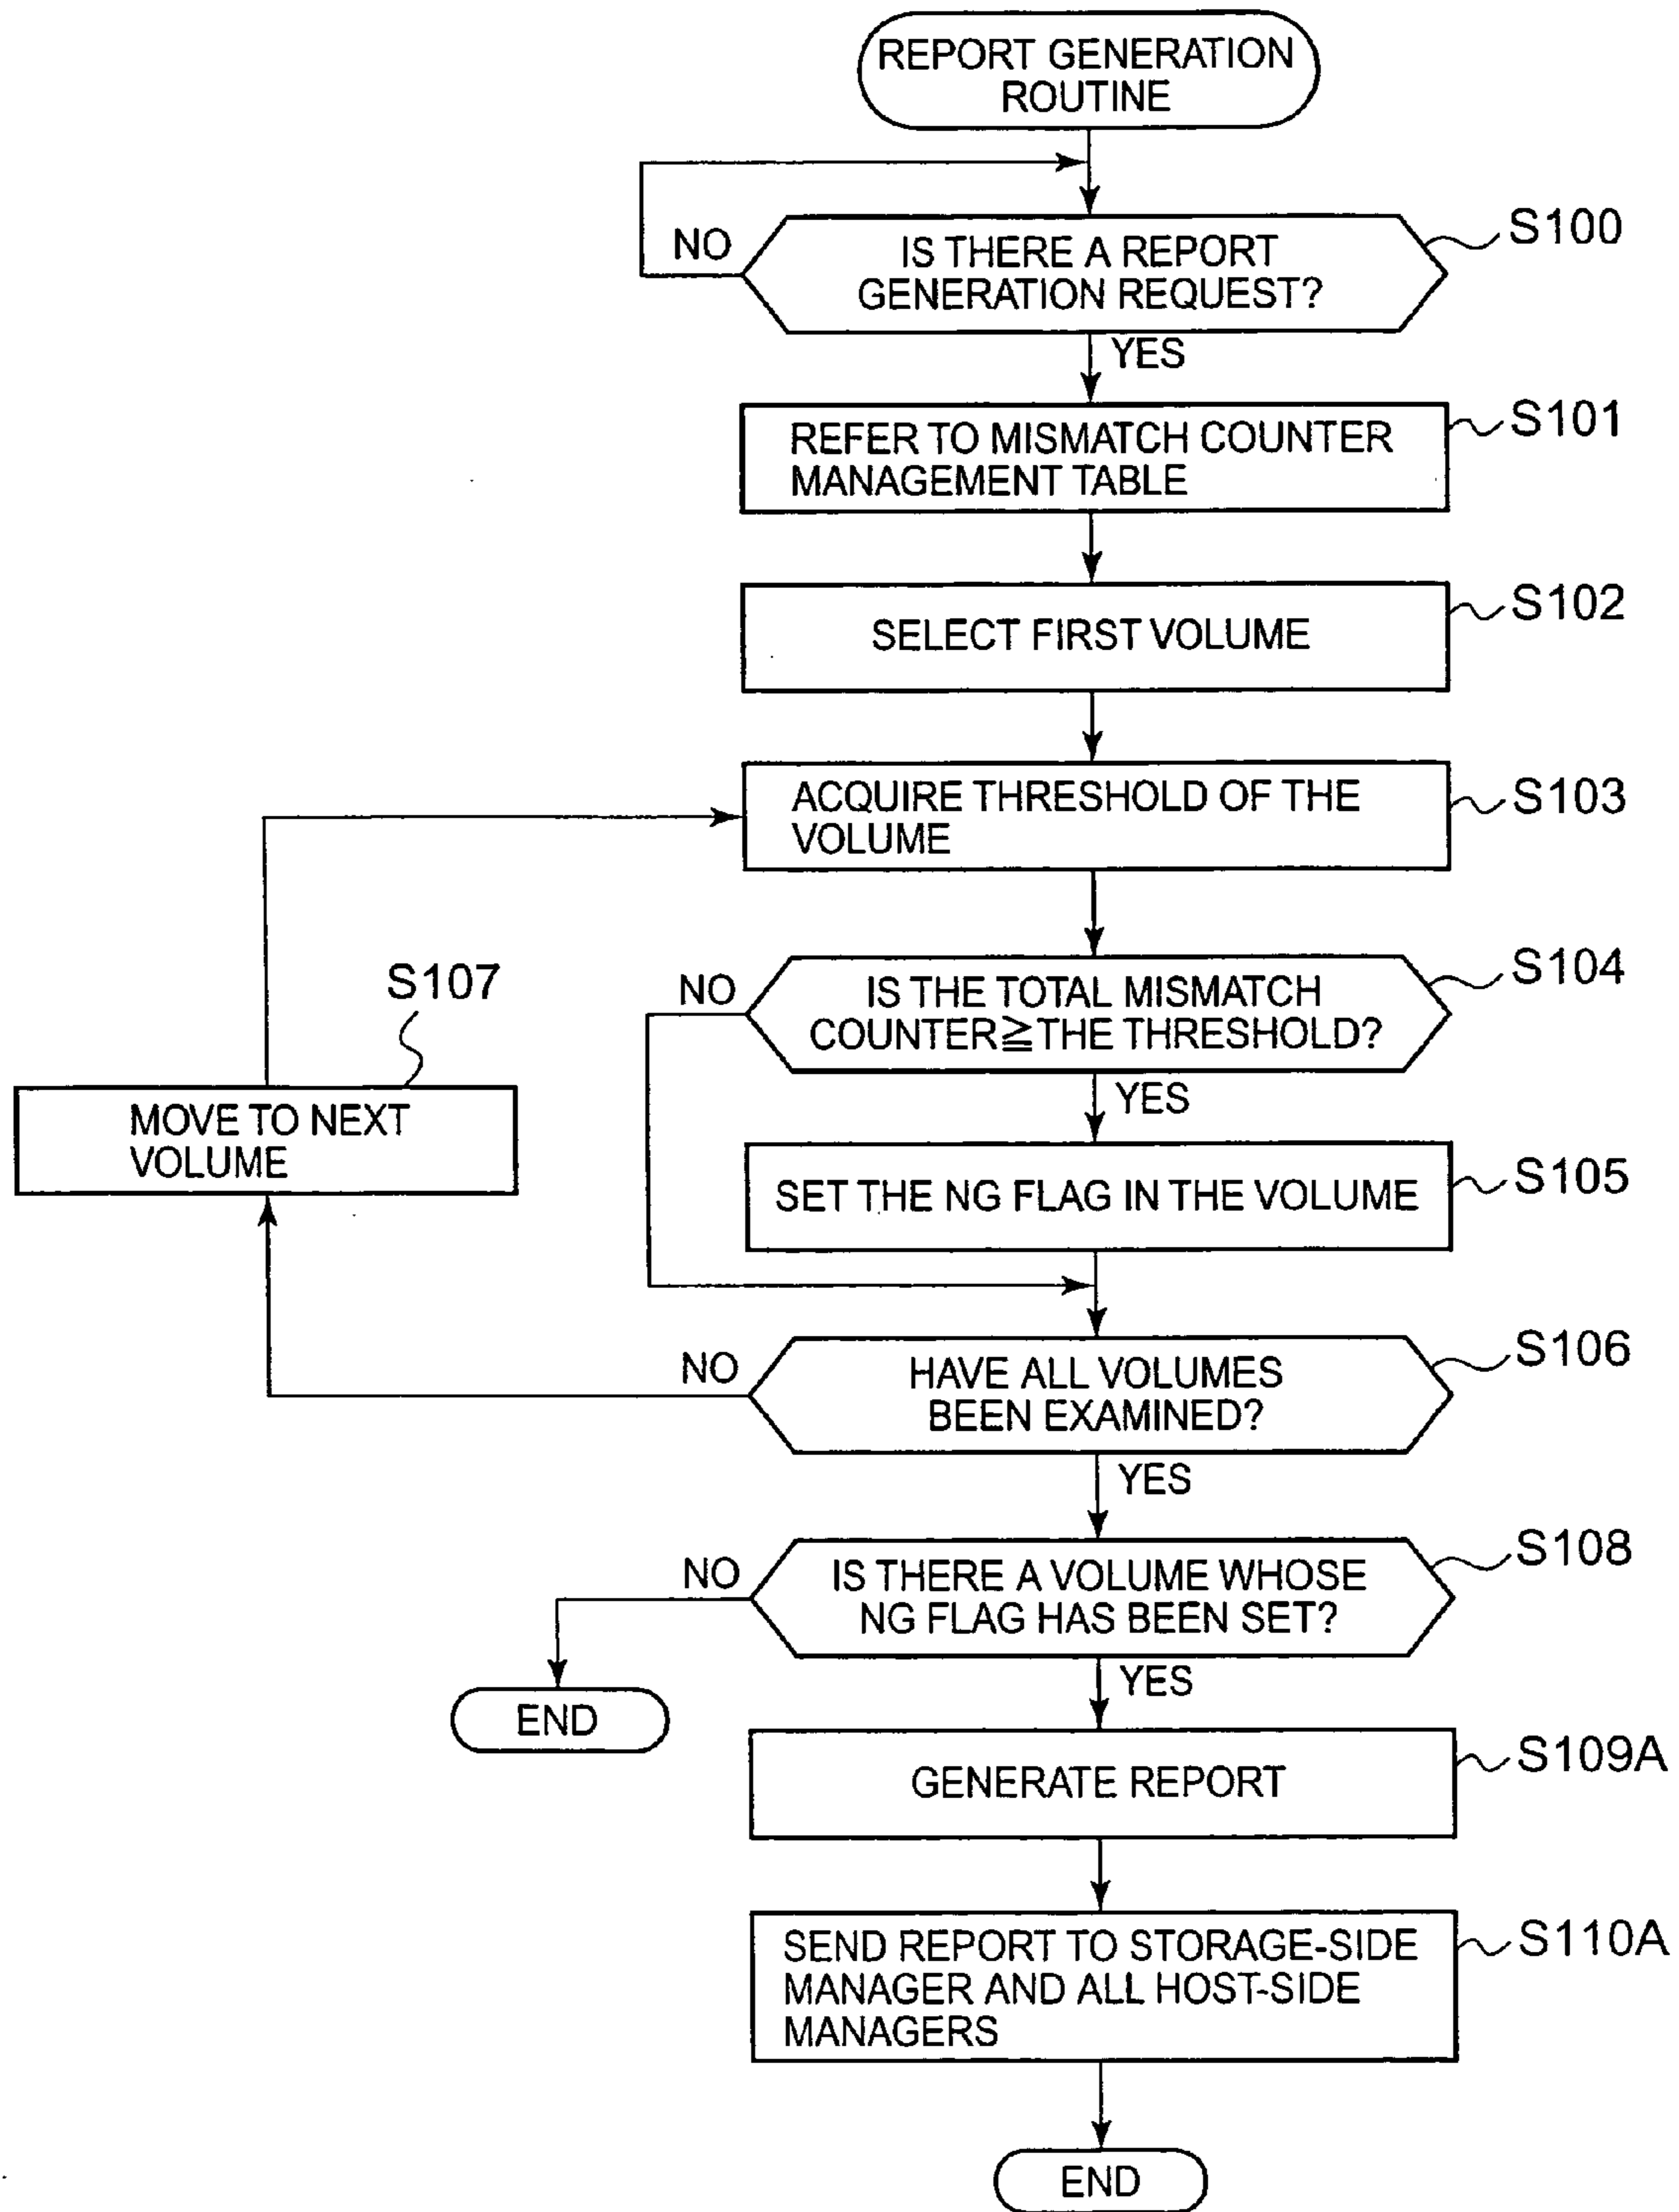 REPORT GENERATION
ROUTINE
NO
IS THERE A REPORT
GENERATION REQUEST?
S100
YES
REFER TO MISMATCH COUNTER
MANAGEMENT TABLE
S101
SELECT FIRST VOLUME
S102
ACQUIRE THRESHOLD OF THE
VOLUME
S103
NO
IS THE TOTAL MISMATCH
COUNTER≧THE THRESHOLD?
S104
S107
MOVE TO NEXT
VOLUME
YES
SET THE NG FLAG IN THE VOLUME
S105
NO
HAVE ALL VOLUMES
BEEN EXAMINED?
S106
YES
NO
IS THERE A VOLUME WHOSE
NG FLAG HAS BEEN SET?
S108
END
YES
GENERATE REPORT
S109A
SEND REPORT TO STORAGE-SIDE
MANAGER AND ALL HOST-SIDE
MANAGERS
S110A
END